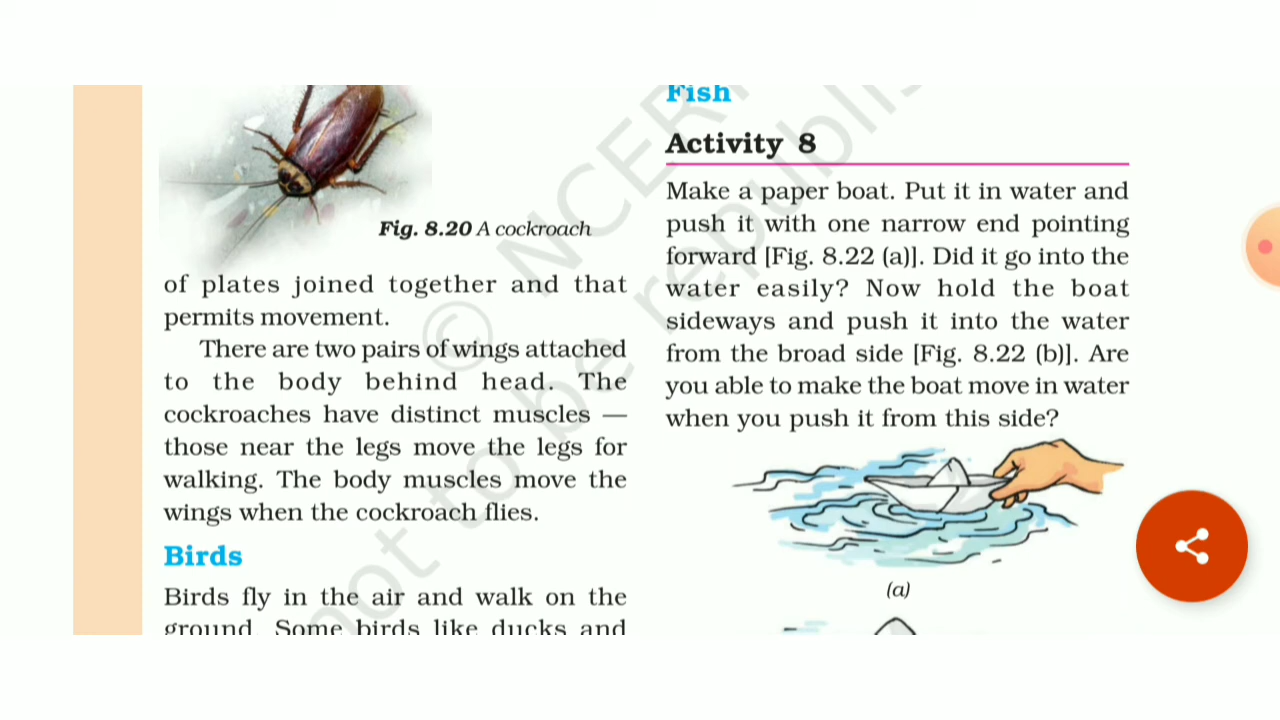 Fig. 8.20 A cockroach
of plates joined together and that
permits movement.
There are two pairs of wings attached
to the body behind head. The
cockroaches have distinct muscles —
those near the legs move the legs for
walking. The body muscles move the
wings when the cockroach flies.
Birds
Birds fly in the air and walk on the
ground. Some birds like ducks and
Fish
Activity 8
Make a paper boat. Put it in water and
push it with one narrow end pointing
forward [Fig. 8.22 (a)]. Did it go into the
water easily? Now hold the boat
sideways and push it into the water
from the broad side [Fig. 8.22 (b)]. Are
you able to make the boat move in water
when you push it from this side?
(a)
© NCERT
not to be republis